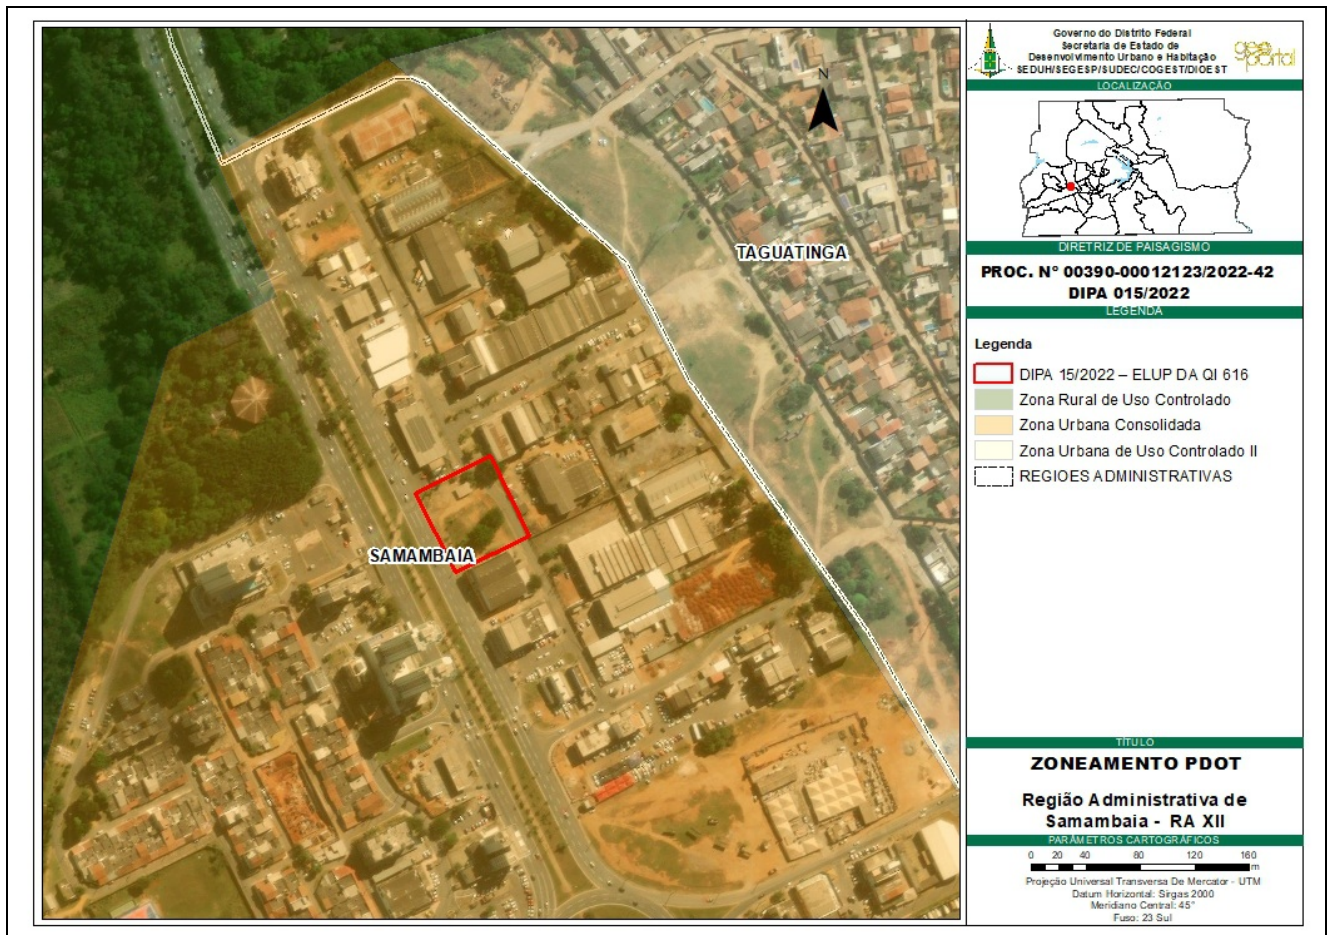 N
TAGUATINGA
SAMAMBAIA
Governo do Distrito Federal
Secretaria de Estado de
Desenvolvimento Urbano e Habitação
SEDUH/SEGESP/SUDEC/COGEST/DIOEST
geo
portal
LOCALIZAÇÃO
DIRETRIZ DE PAISAGISMO
PROC. Nº 00390-00012123/2022-42
DIPA 015/2022
LEGENDA
Legenda
DIPA 15/2022 – ELUP DA QI 616
Zona Rural de Uso Controlado
Zona Urbana Consolidada
Zona Urbana de Uso Controlado II
REGIOES ADMINISTRATIVAS
TÍTULO
ZONEAMENTO PDOT
Região Administrativa de
Samambaia - RA XII
PARÂMETROS CARTOGRÁFICOS
0 20 40 80 120 160
m
Projeção Universal Transversa De Mercator - UTM
Datum Horizontal: Sirgas 2000
Meridiano Central: 45°
Fuso: 23 Sul